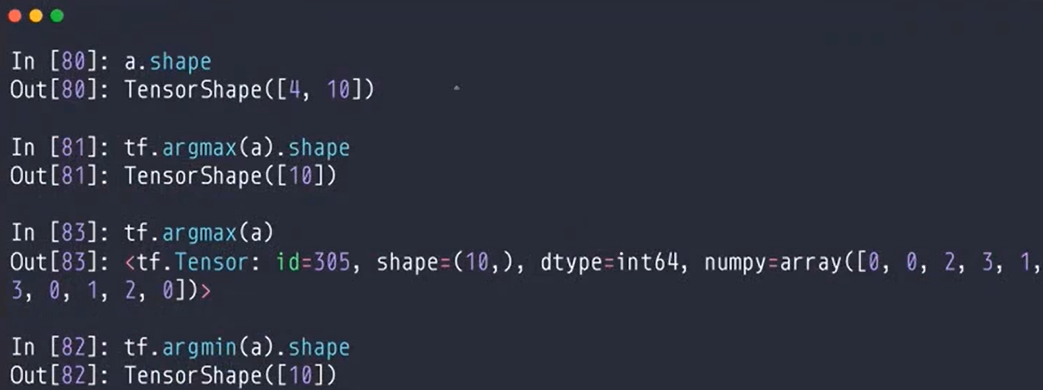 In [80]: a.shape
Out[80]: TensorShape([4, 10])
In [81]: tf.argmax(a).shape
Out[81]: TensorShape([10])
In [83]: tf.argmax(a)
Out[83]: <tf.Tensor: id=305, shape=(10,), dtype=int64, numpy=array([0, 0, 2, 3, 1,
3, 0, 1, 2, 0])>
In [82]: tf.argmin(a).shape
Out[82]: TensorShape([10])